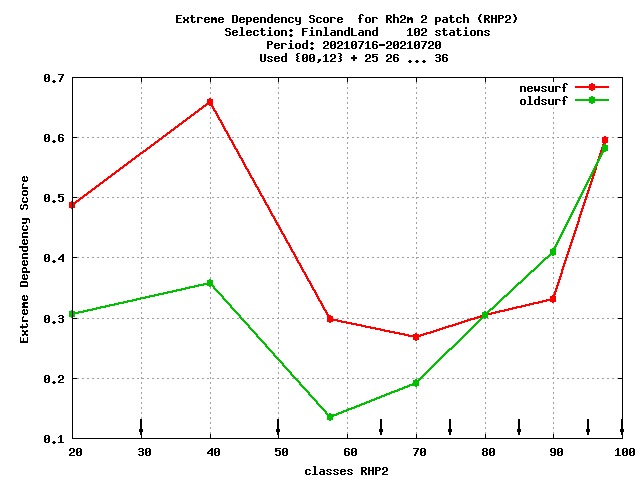 Extreme Dependency Score  for Rh2m 2 patch (RHP2)
Selection: FinlandLand    102 stations
Period: 20210716-20210720
Used {00,12} + 25 26 ... 36
newsurf
oldsurf
0.7
0.6
0.5
0.4
0.3
0.2
0.1
Extreme Dependency Score
20 30 40 50 60 70 80 90 100
classes RHP2